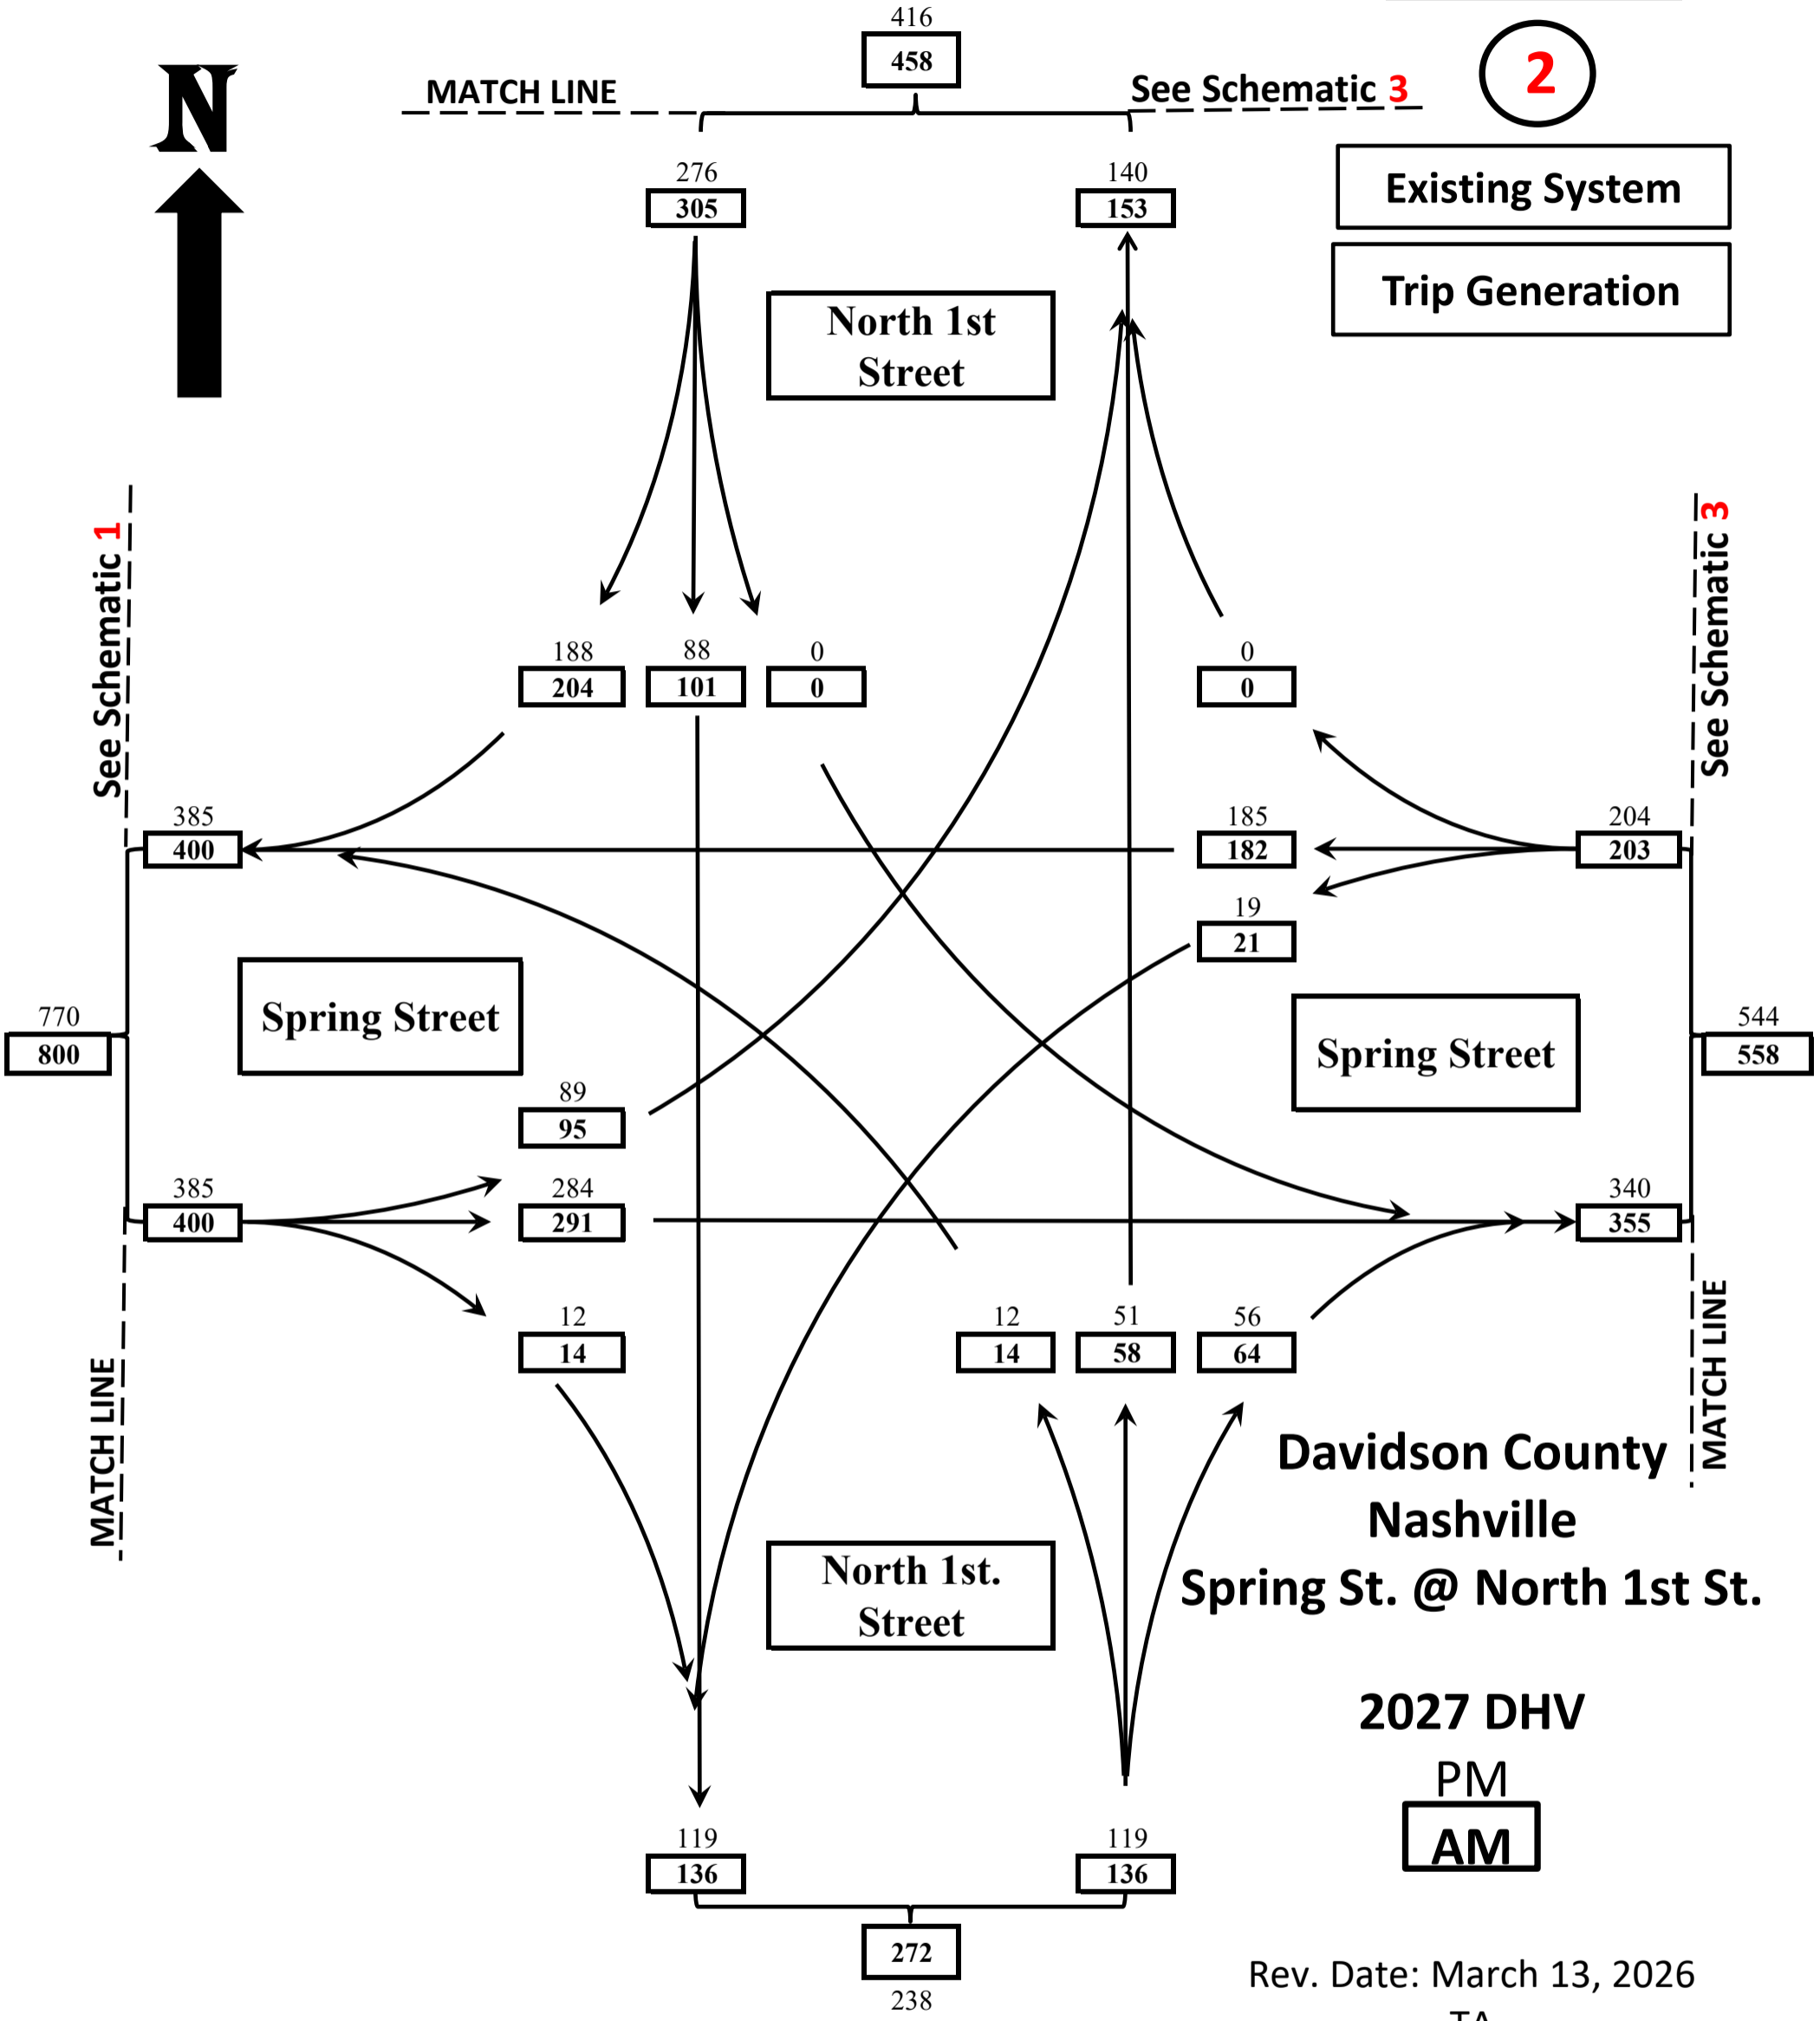 416
458
N
MATCH LINE
See Schematic 3
2
276
305
140
153
Existing System
Trip Generation
North 1st
Street
See Schematic 1
See Schematic 3
188
204
88
101
0
0
0
0
385
400
185
182
204
203
19
21
Spring Street
770
800
Spring Street
544
558
89
95
385
400
284
291
340
355
12
14
12
14
51
58
56
64
MATCH LINE
MATCH LINE
Davidson County
Nashville
Spring St. @ North 1st St.
North 1st.
Street
2027 DHV
PM
AM
119
136
119
136
272
238
Rev. Date: March 13, 2026
TA